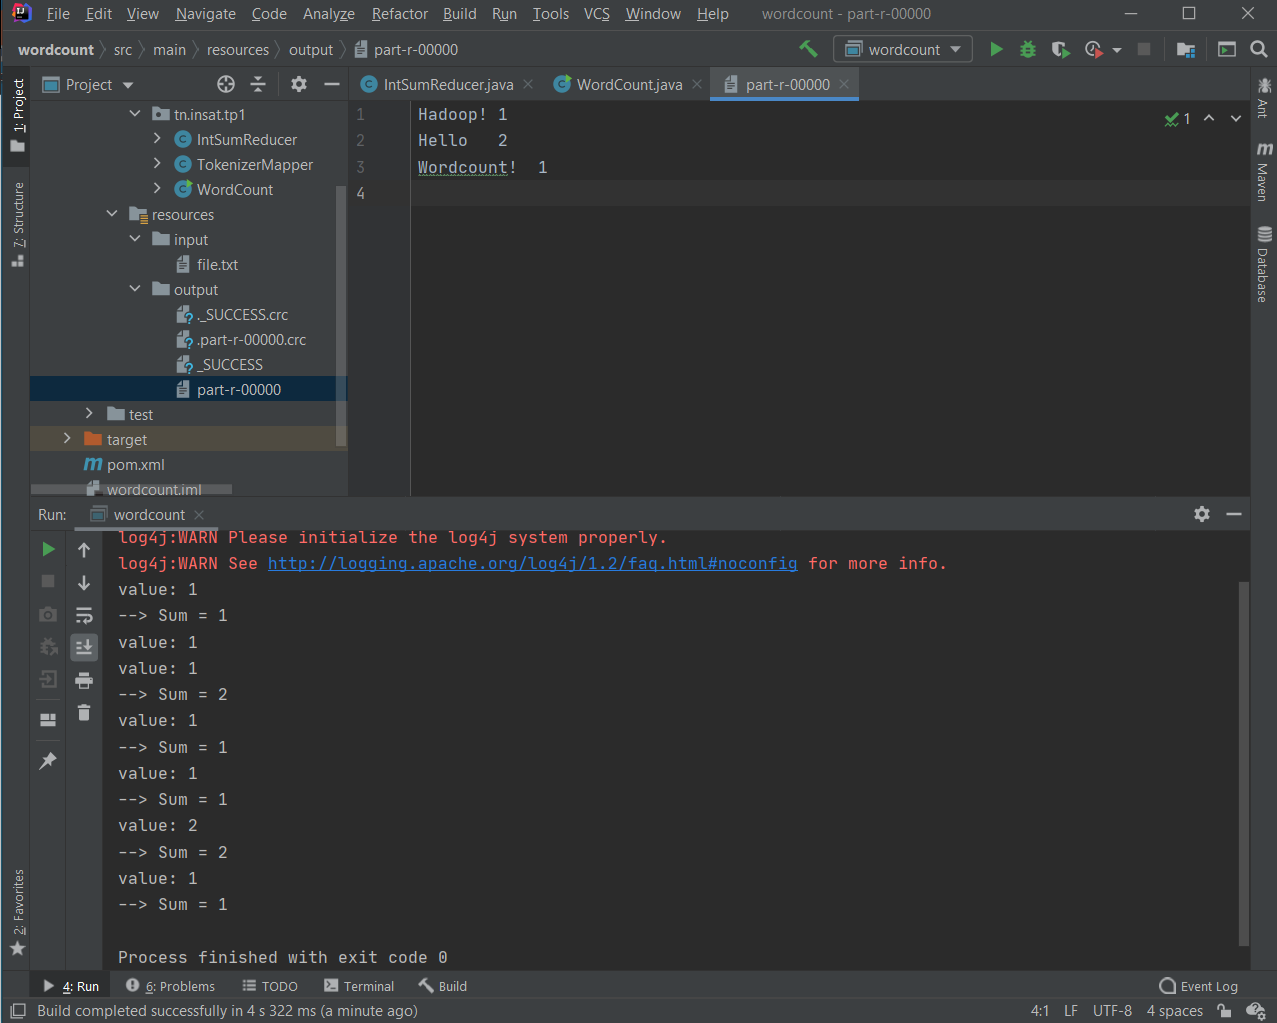 File Edit View Navigate Code Analyze Refactor Build Run Tools VCS Window Help wordcount - part-r-00000
wordcount src main resources output part-r-00000 wordcount
1: Project
7: Structure
2: Favorites
Project
tn.insat.tp1
IntSumReducer
TokenizerMapper
WordCount
resources
input
file.txt
output
._SUCCESS.crc
.part-r-00000.crc
_SUCCESS
part-r-00000
test
target
pom.xml
wordcount.iml
IntSumReducer.java WordCount.java part-r-00000
1 Hadoop! 1
2 Hello 2
3 Wordcount! 1
4
1
Ant
Maven
Database
Run: wordcount
log4j:WARN Please initialize the log4j system properly.
log4j:WARN See http://logging.apache.org/log4j/1.2/faq.html#noconfig for more info.
value: 1
--> Sum = 1
value: 1
value: 1
--> Sum = 2
value: 1
--> Sum = 1
value: 1
--> Sum = 1
value: 2
--> Sum = 2
value: 1
--> Sum = 1
Process finished with exit code 0
4: Run 6: Problems TODO Terminal Build Event Log
Build completed successfully in 4 s 322 ms (a minute ago) 4:1 LF UTF-8 4 spaces